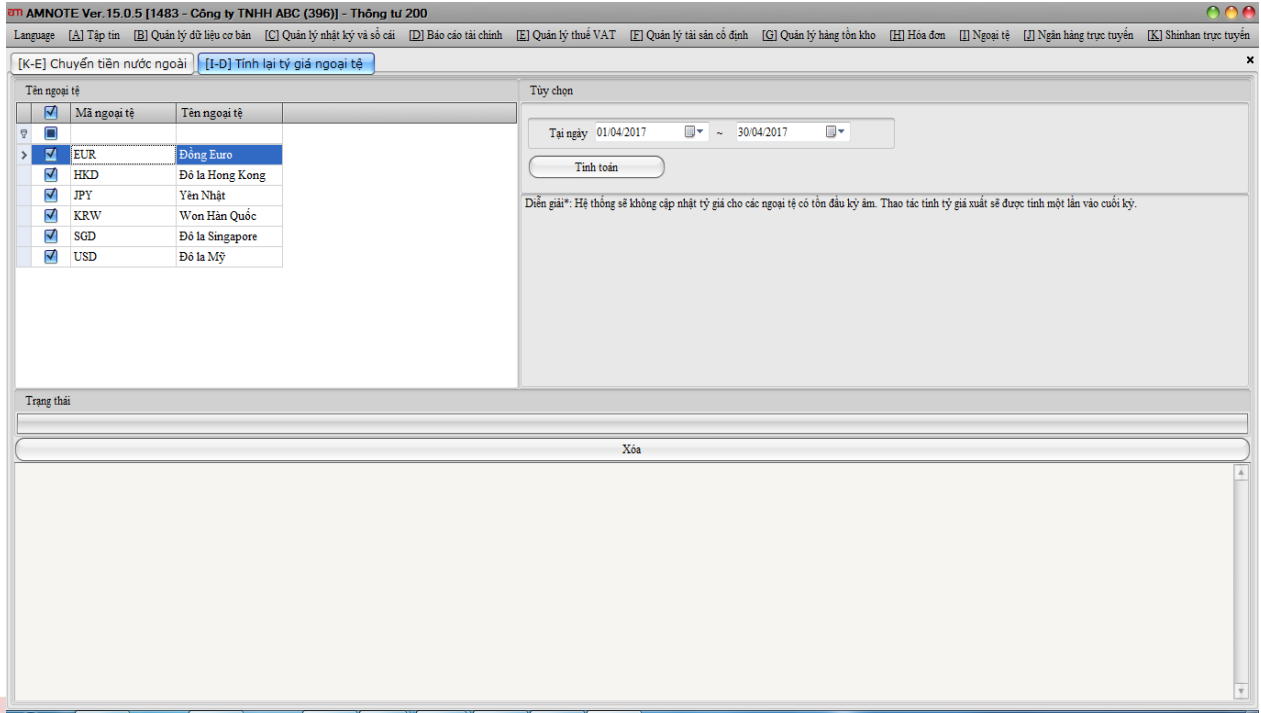 am AMNOTE Ver. 15.0.5 [1483 - Công ty TNHH ABC (396)] - Thông tư 200
Language [A] Tập tin [B] Quản lý dữ liệu cơ bản [C] Quản lý nhật ký và sổ cái [D] Báo cáo tài chính [E] Quản lý thuế VAT [F] Quản lý tài sản cố định [G] Quản lý hàng tồn kho [H] Hóa đơn [I] Ngoại tệ [J] Ngân hàng trực tuyến [K] Shinhan trực tuyến
[K-E] Chuyển tiền nước ngoài [I-D] Tính lại tỷ giá ngoại tệ x
Tên ngoại tệ
Mã ngoại tệ Tên ngoại tệ
EUR Đồng Euro
HKD Đô la Hong Kong
JPY Yên Nhật
KRW Won Hàn Quốc
SGD Đô la Singapore
USD Đô la Mỹ
Tùy chọn
Tại ngày 01/04/2017 ~ 30/04/2017
Tính toán
Diễn giải*: Hệ thống sẽ không cập nhật tỷ giá cho các ngoại tệ có tồn đầu kỳ âm. Thao tác tính tỷ giá xuất sẽ được tính một lần vào cuối kỳ.
Trạng thái
Xóa